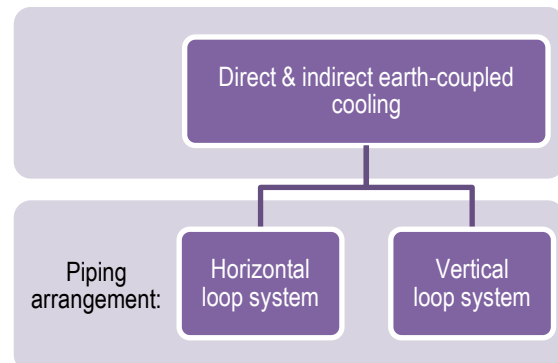 Direct & indirect earth-coupled
cooling
Piping
arrangement:
Horizontal
loop system
Vertical
loop system